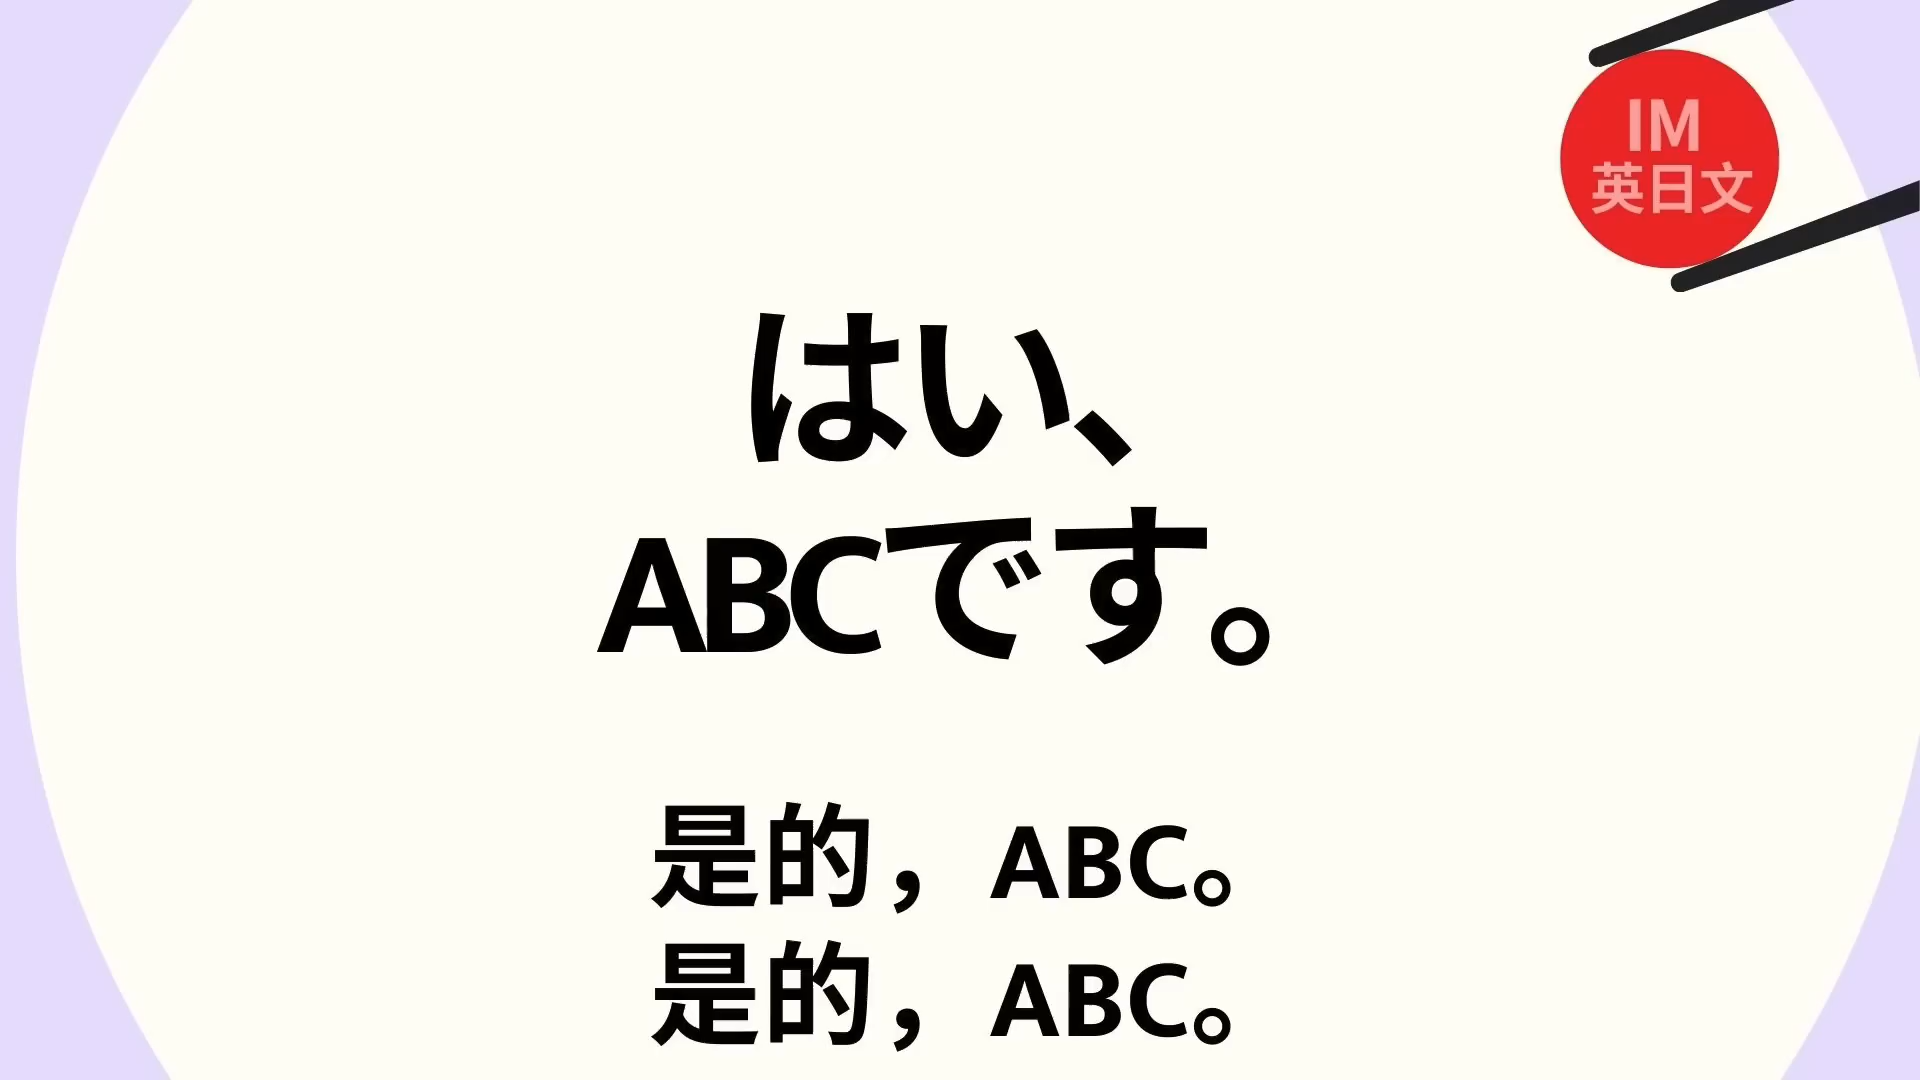 IM
英日文
はい、
ABCです。
是的，ABC。
是的，ABC。